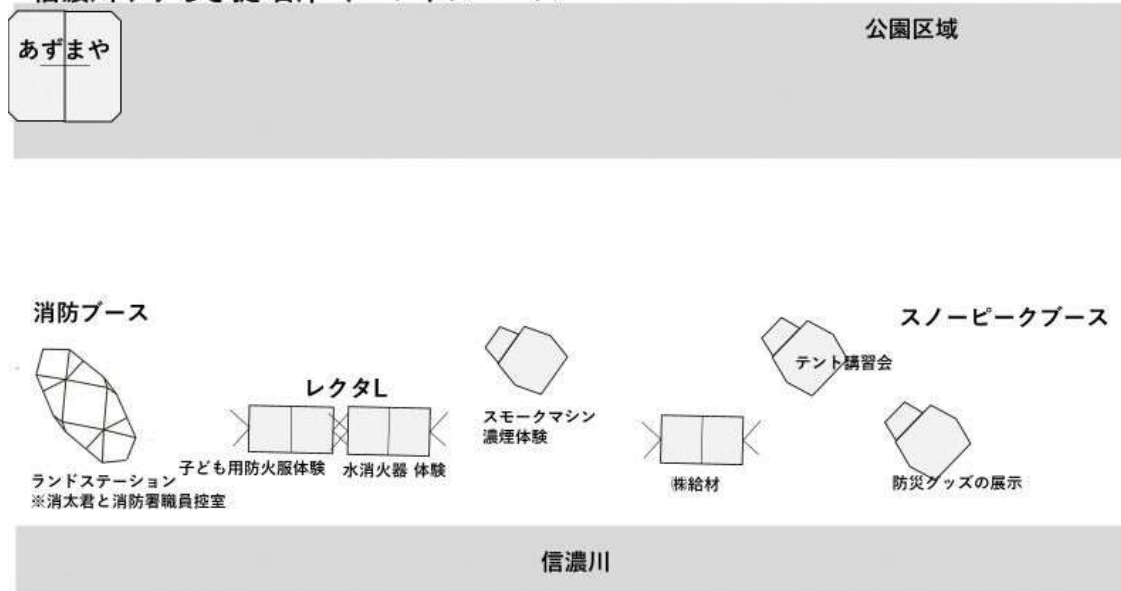 公園区域
あずまや
消防ブース
スノーピークブース
テント講習会
レクタL
スモークマシン
濃煙体験
子ども用防火服体験
水消火器 体験
ランドステーション
※消太君と消防署職員控室
㈱給材
防災グッズの展示
信濃川